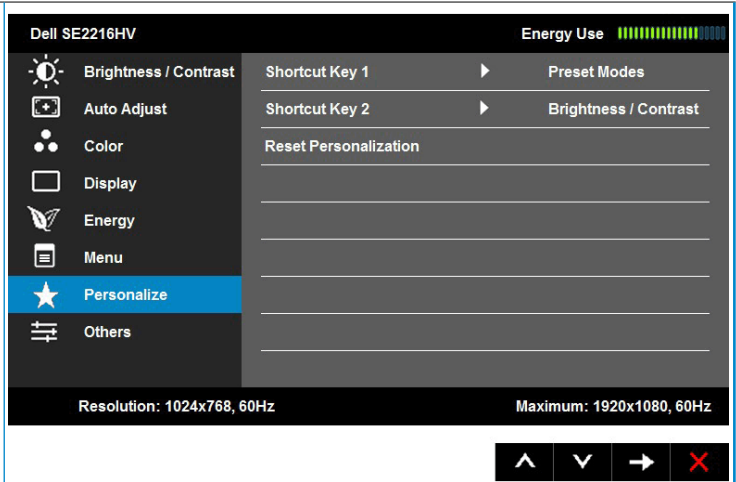 Dell SE2216HV Energy Use
Brightness / Contrast Shortcut Key 1 Preset Modes
Auto Adjust Shortcut Key 2 Brightness / Contrast
Color Reset Personalization
Display
Energy
Menu
Personalize
Others
Resolution: 1024x768, 60Hz Maximum: 1920x1080, 60Hz